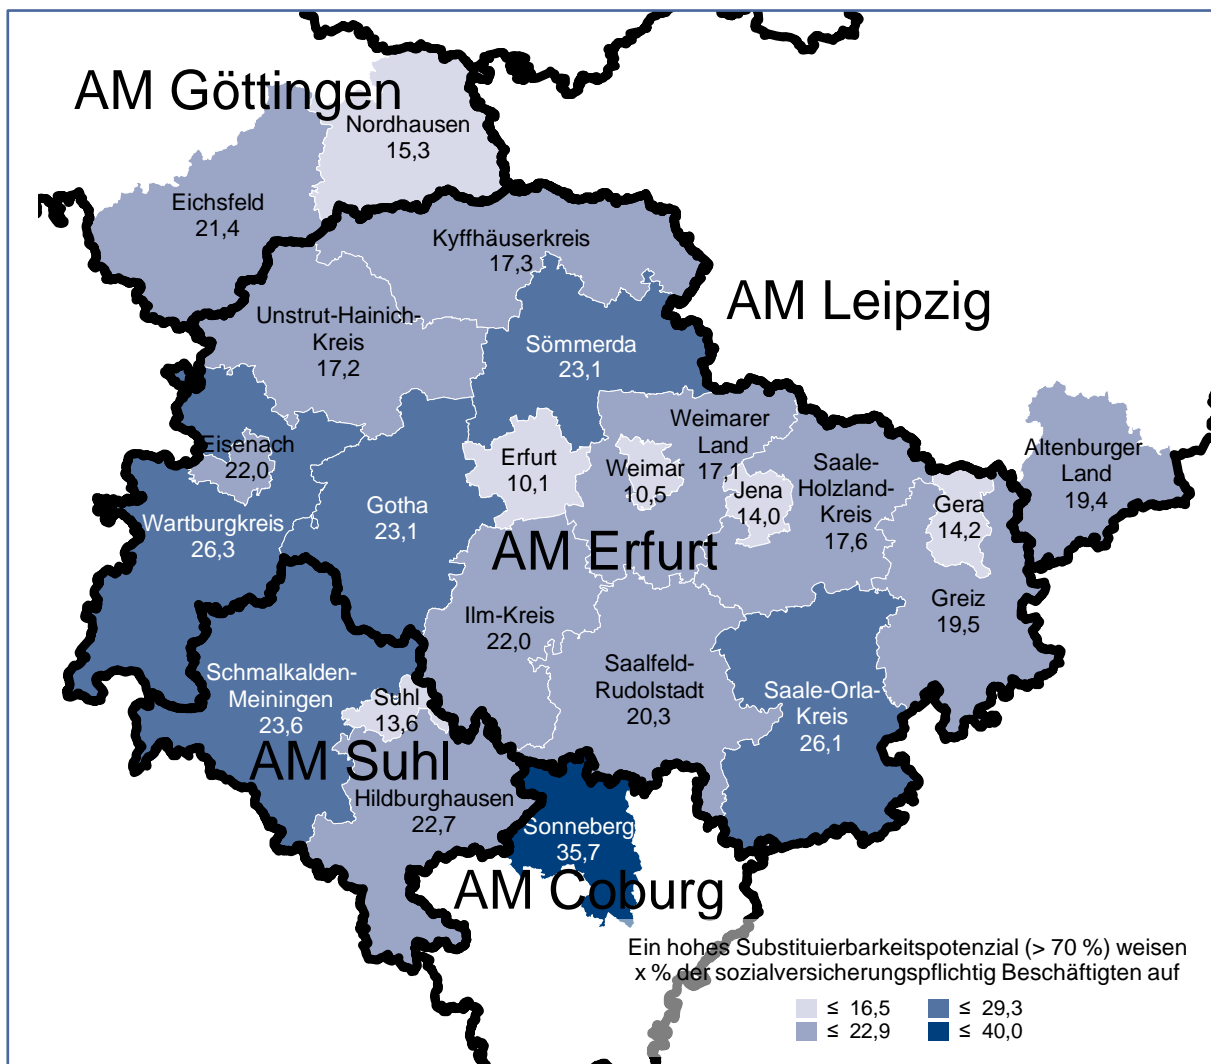 AM Göttingen
Nordhausen
15,3
Eichsfeld
21,4
Kyffhäuserkreis
17,3
AM Leipzig
Unstrut-Hainich-
Kreis
17,2
Sömmerda
23,1
Weimarer
Land
17,1
Altenburger
Land
19,4
Eisenach
22,0
Erfurt
10,1
Weimar
10,5
Saale-
Holzland-
Kreis
17,6
Jena
14,0
Gera
14,2
Wartburgkreis
26,3
Gotha
23,1
AM Erfurt
Ilm-Kreis
22,0
Greiz
19,5
Schmalkalden-
Meiningen
23,6
Suhl
13,6
Saalfeld-
Rudolstadt
20,3
Saale-Orla-
Kreis
26,1
AM Suhl
Hildburghausen
22,7
Sonneberg
35,7
AM Coburg
Ein hohes Substituierbarkeitspotenzial (> 70 %) weisen
x % der sozialversicherungspflichtig Beschäftigten auf
≤ 16,5
≤ 29,3
≤ 22,9
≤ 40,0